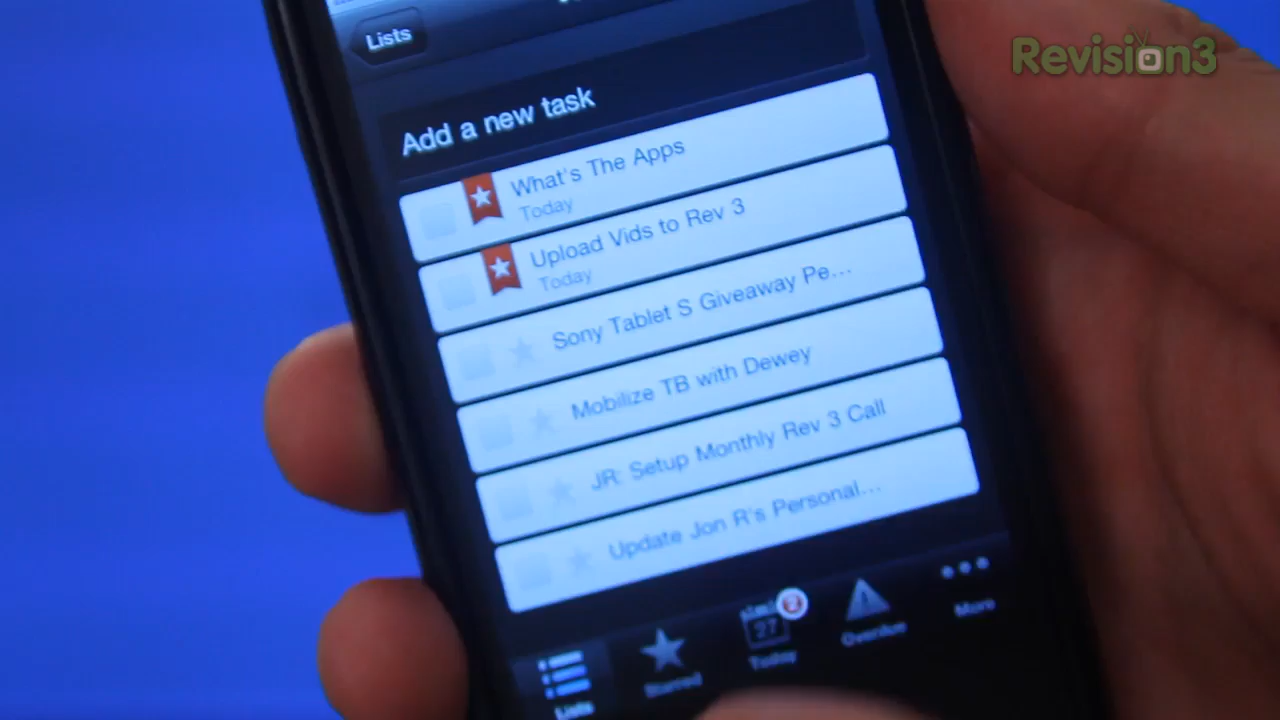 Revision3
Lists
Add a new task
What's The Apps
Today
Upload Vids to Rev 3
Today
Sony Tablet S Giveaway Pe...
Mobilize TB with Dewey
JR: Setup Monthly Rev 3 Call
Update Jon R's Personal...
Lists
Starred
27
2
Today
Overdue
More